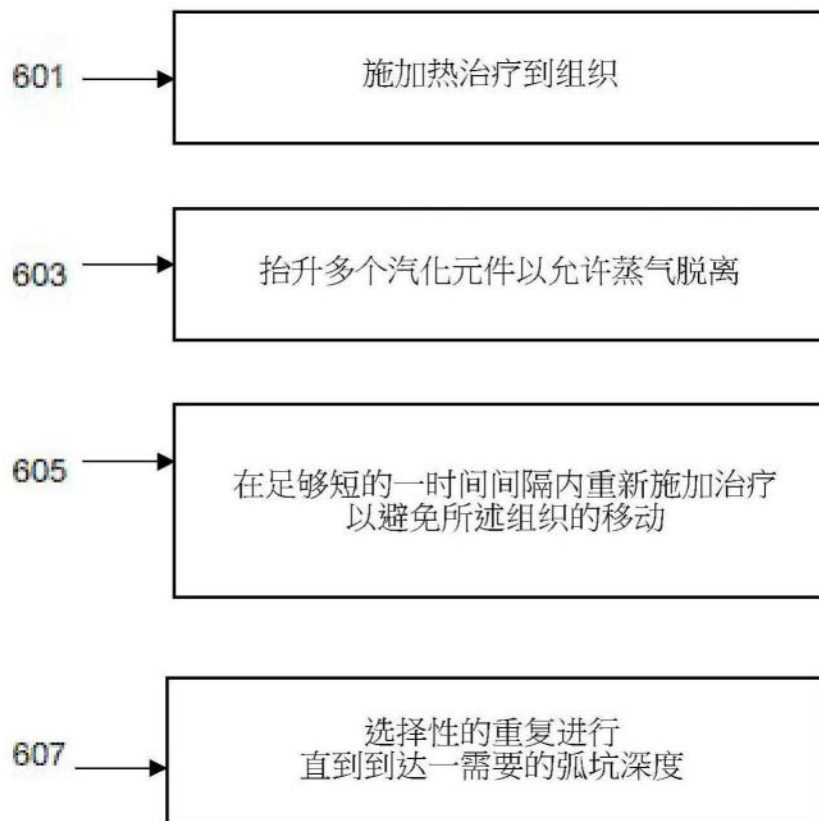 601
施加热治疗到组织
603
抬升多个汽化元件以允许蒸气脱离
605
在足够短的一时间间隔内重新施加治疗
以避免所述组织的移动
607
选择性的重复进行
直到到达一需要的弧坑深度